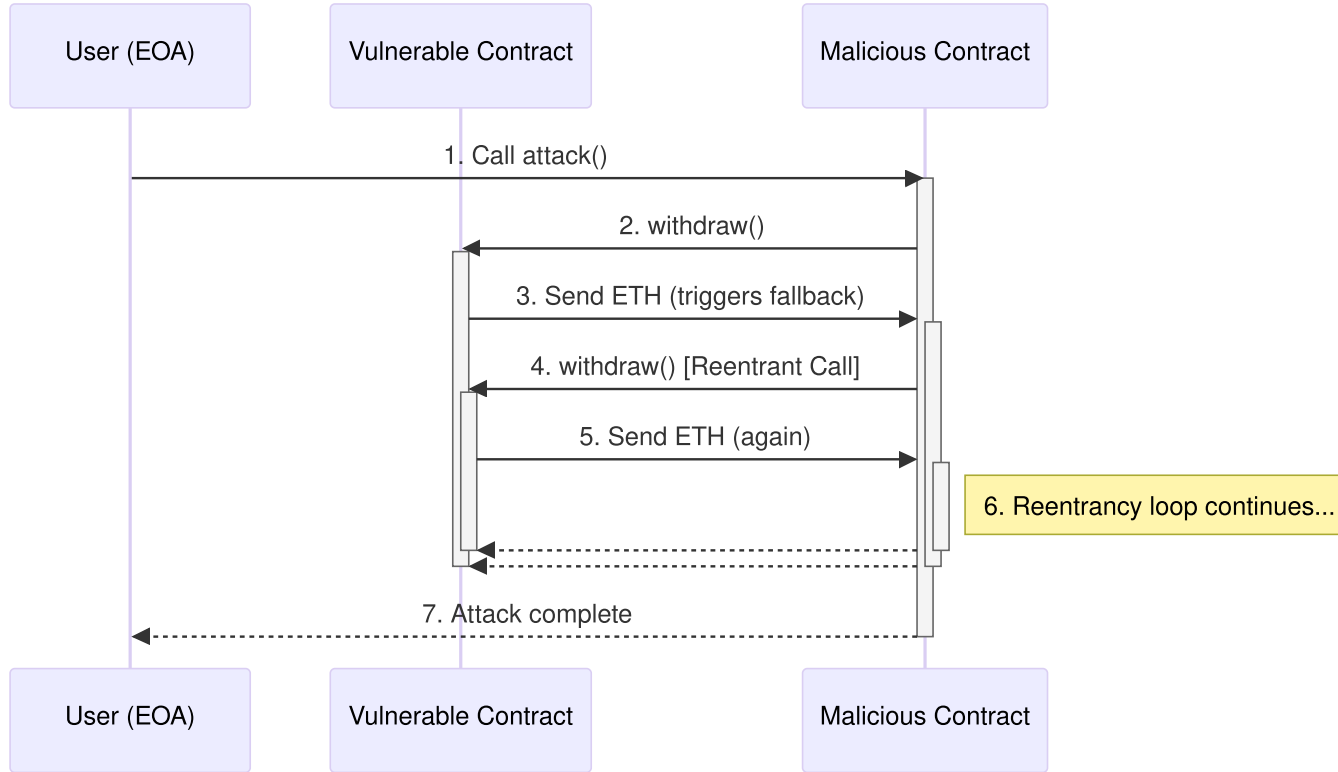 User (EOA)
Vulnerable Contract
Malicious Contract
1. Call attack()
2. withdraw()
3. Send ETH (triggers fallback)
4. withdraw() [Reentrant Call]
5. Send ETH (again)
6. Reentrancy loop continues...
7. Attack complete
User (EOA)
Vulnerable Contract
Malicious Contract